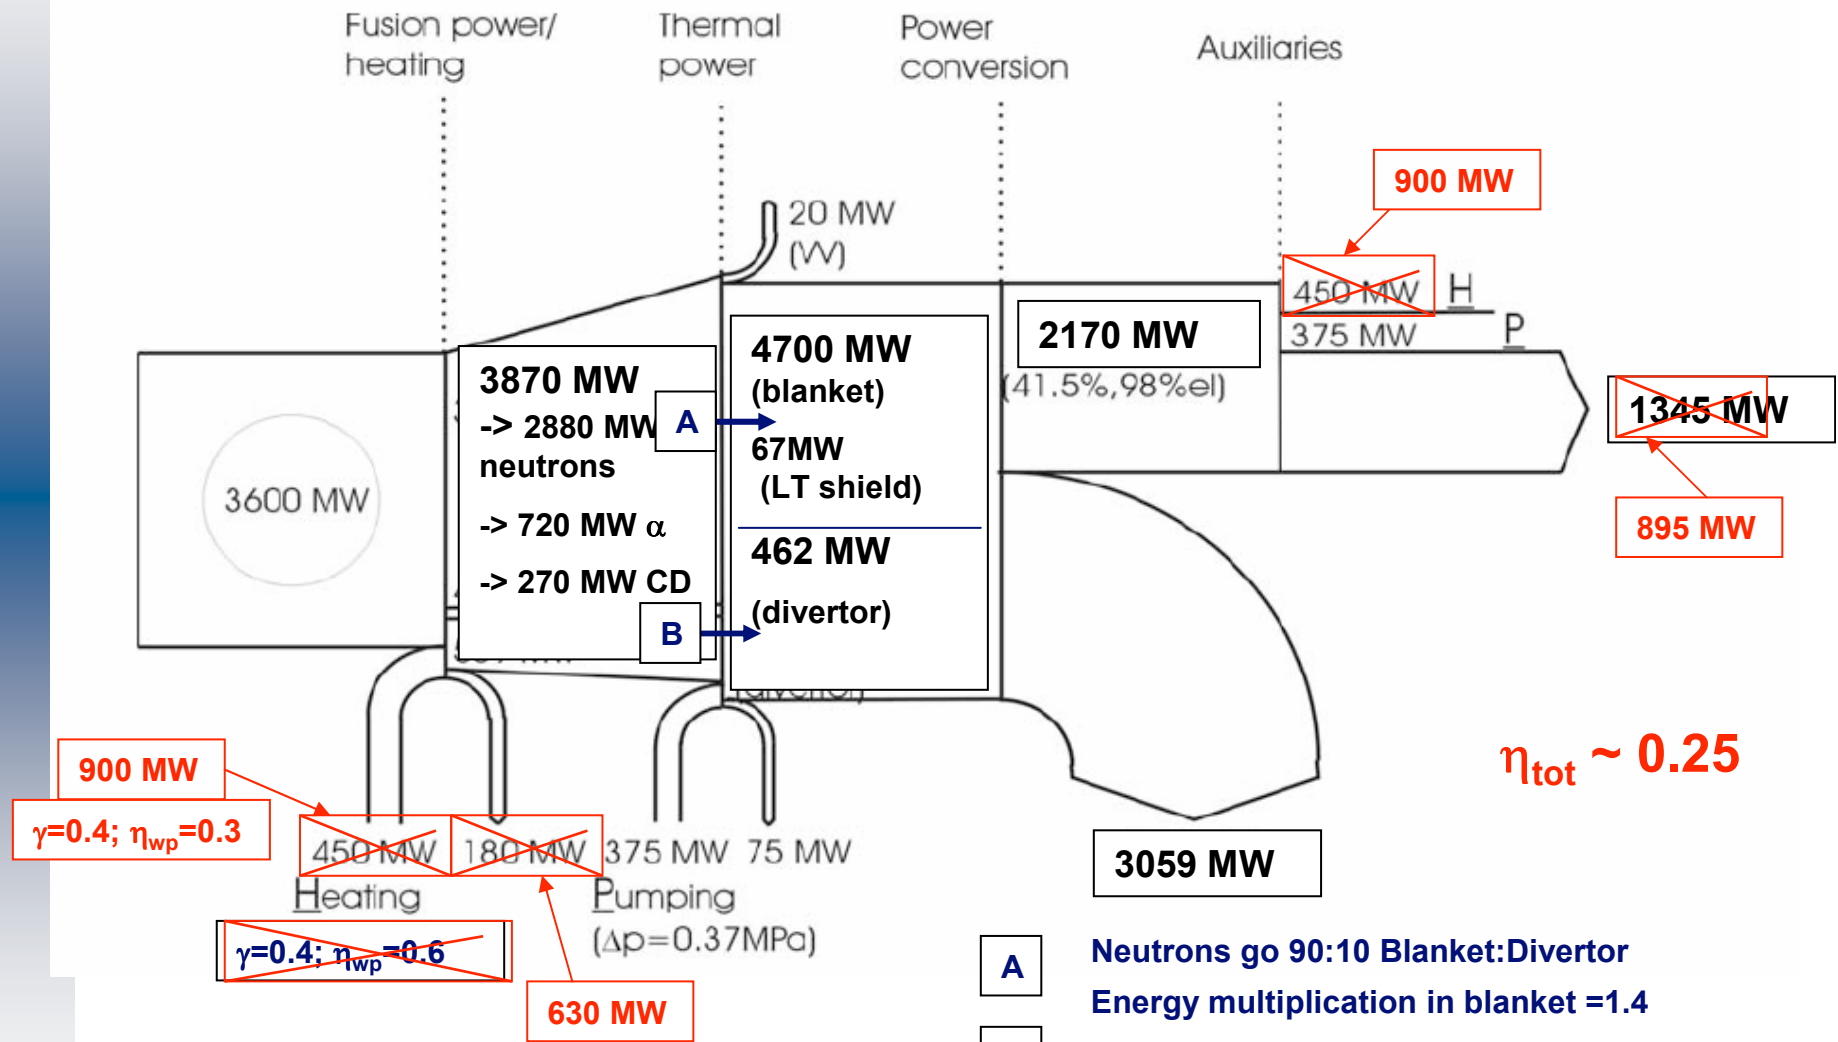 Fusion power/
heating
Thermal
power
Power
conversion
Auxiliaries
900 MW
20 MW
(VV)
450 MW H
375 MW P
3600 MW
3870 MW
-> 2880 MW
neutrons
-> 720 MW α
-> 270 MW CD
A
B
4700 MW
(blanket)
67MW
(LT shield)
462 MW
(divertor)
(divertor)
2170 MW
(41.5%,98%el)
1345 MW
895 MW
ηtot ~ 0.25
900 MW
γ=0.4; ηwp=0.3
450 MW 180 MW 375 MW 75 MW
Heating
Pumping
(Δp=0.37MPa)
γ=0.4; ηwp=0.6
630 MW
3059 MW
A Neutrons go 90:10 Blanket:Divertor
Energy multiplication in blanket =1.4